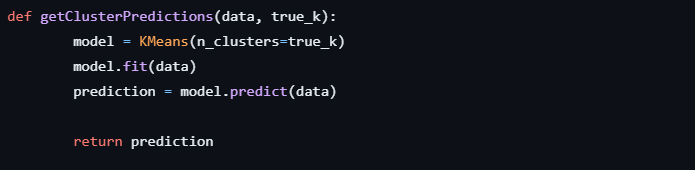 def getClusterPredictions(data, true_k):
        model = KMeans(n_clusters=true_k)
        model.fit(data)
        prediction = model.predict(data)

        return prediction